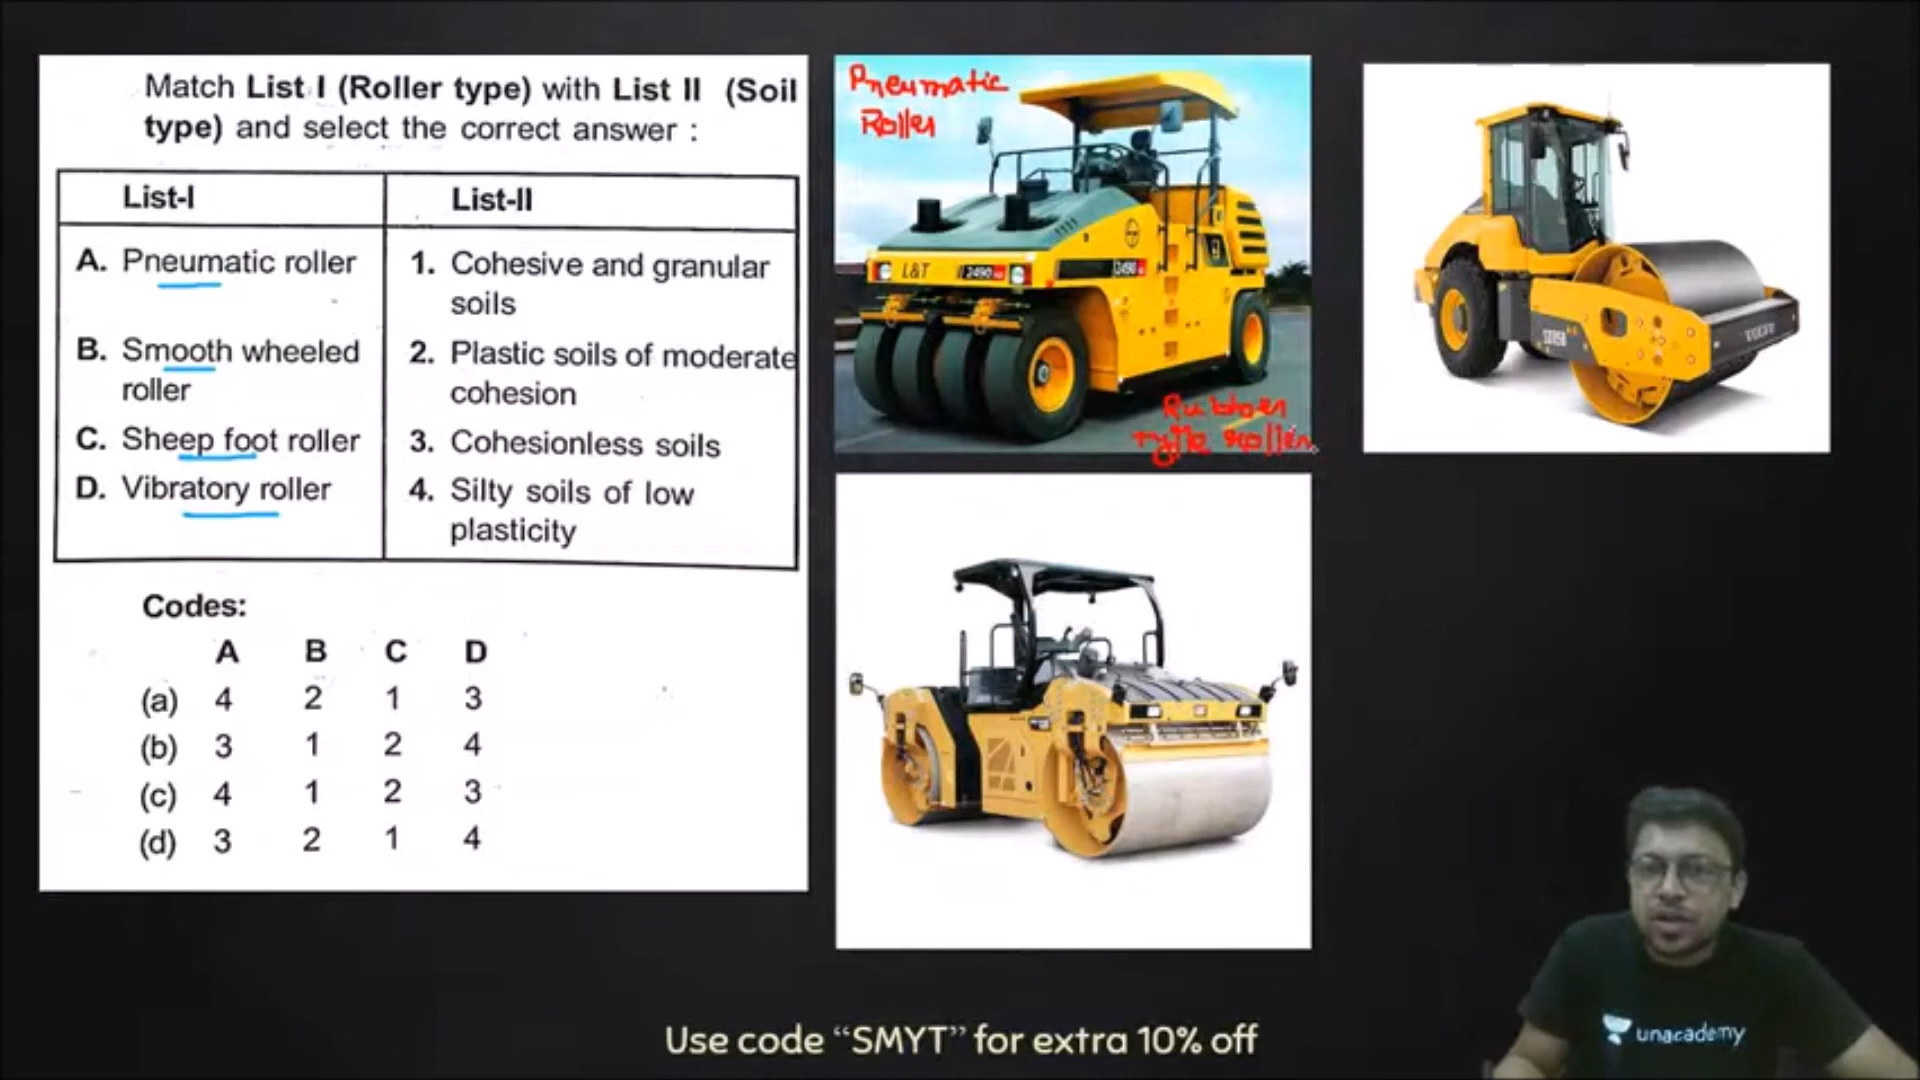 Match List I (Roller type) with List II (Soil
type) and select the correct answer :
List-I List-II
A. Pneumatic roller 1. Cohesive and granular
soils
B. Smooth wheeled 2. Plastic soils of moderate
roller cohesion
C. Sheep foot roller 3. Cohesionless soils
D. Vibratory roller 4. Silty soils of low
plasticity
Codes:
A B C D
(a) 4 2 1 3
(b) 3 1 2 4
(c) 4 1 2 3
(d) 3 2 1 4
Pneumatic
Roller
L&T 2490 2490
Rubber
roller
VOLVO
unacademy
Use code “SMYT” for extra 10% off